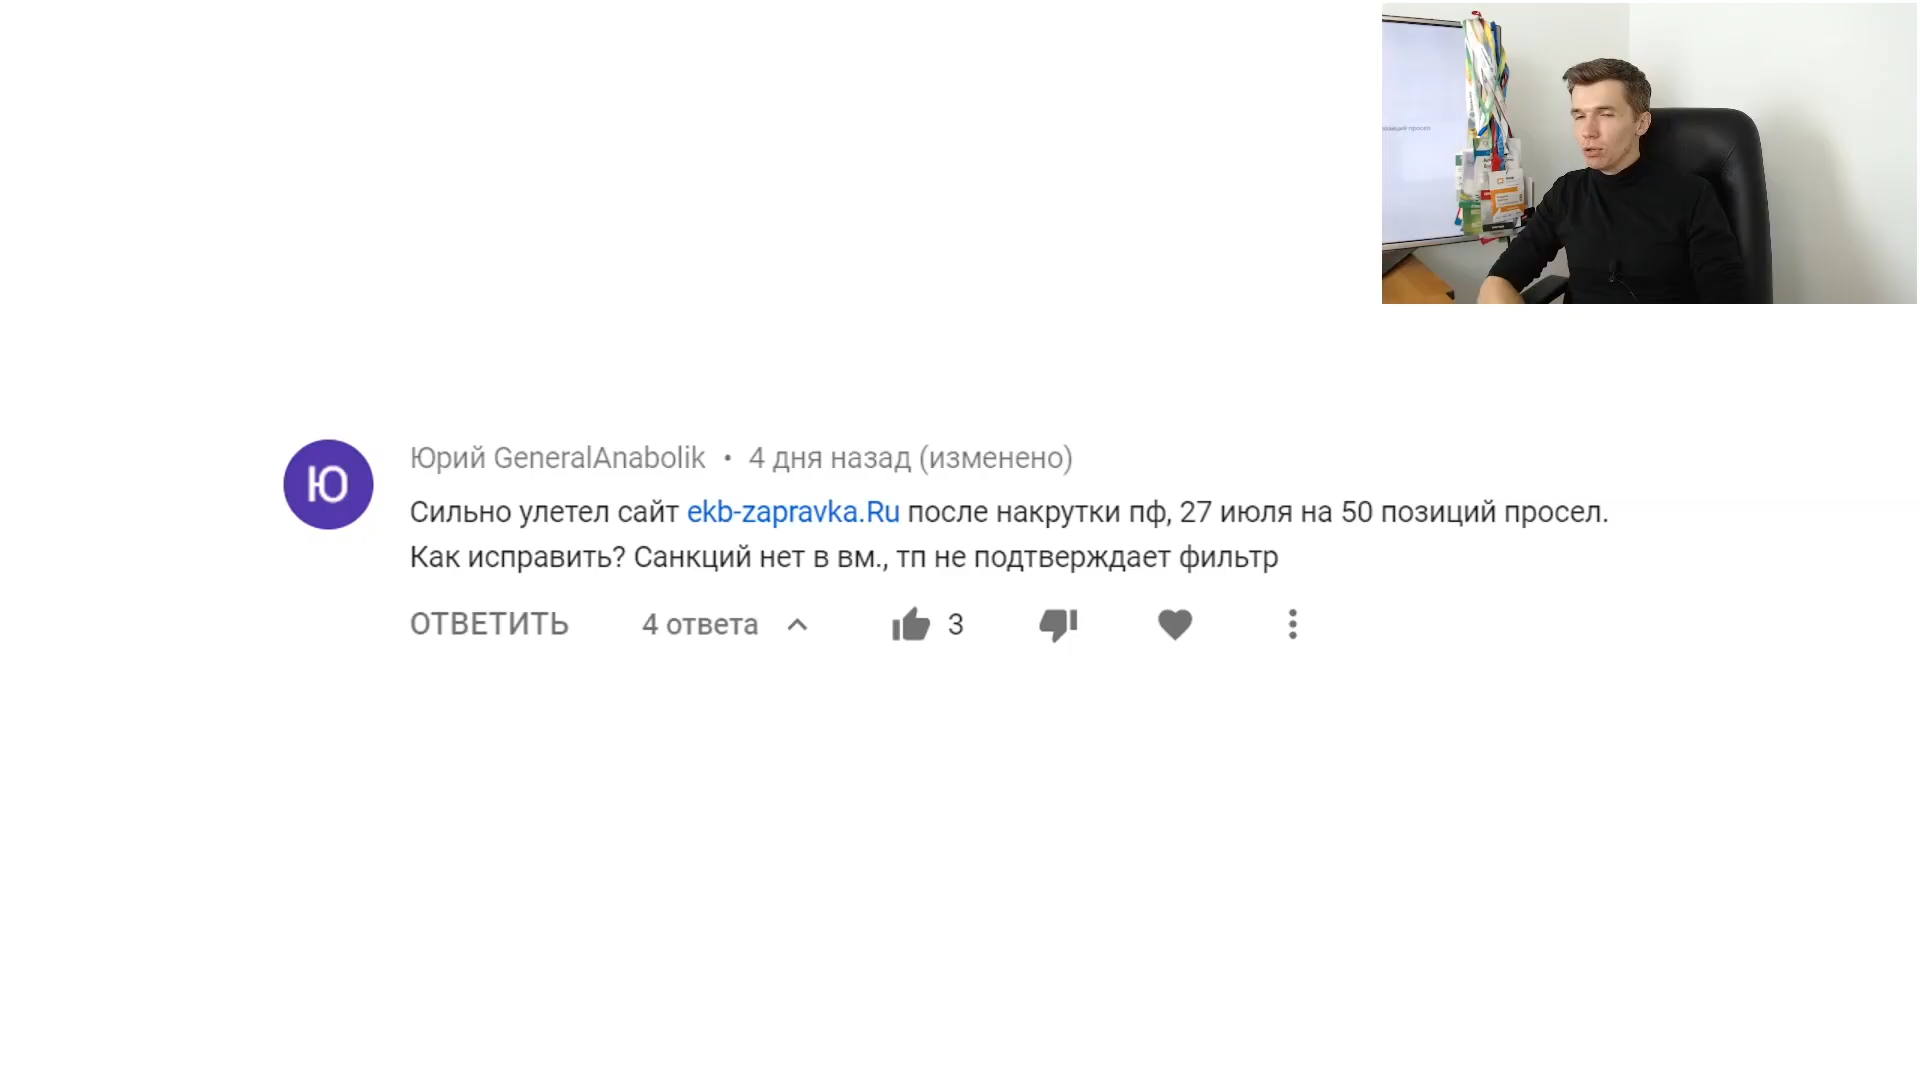 Ю
Юрий GeneralAnabolik • 4 дня назад (изменено)
Сильно улетел сайт ekb-zapravka.Ru после накрутки пф, 27 июля на 50 позиций просел.
Как исправить? Санкций нет в вм., тп не подтверждает фильтр
ОТВЕТИТЬ 4 ответа 3